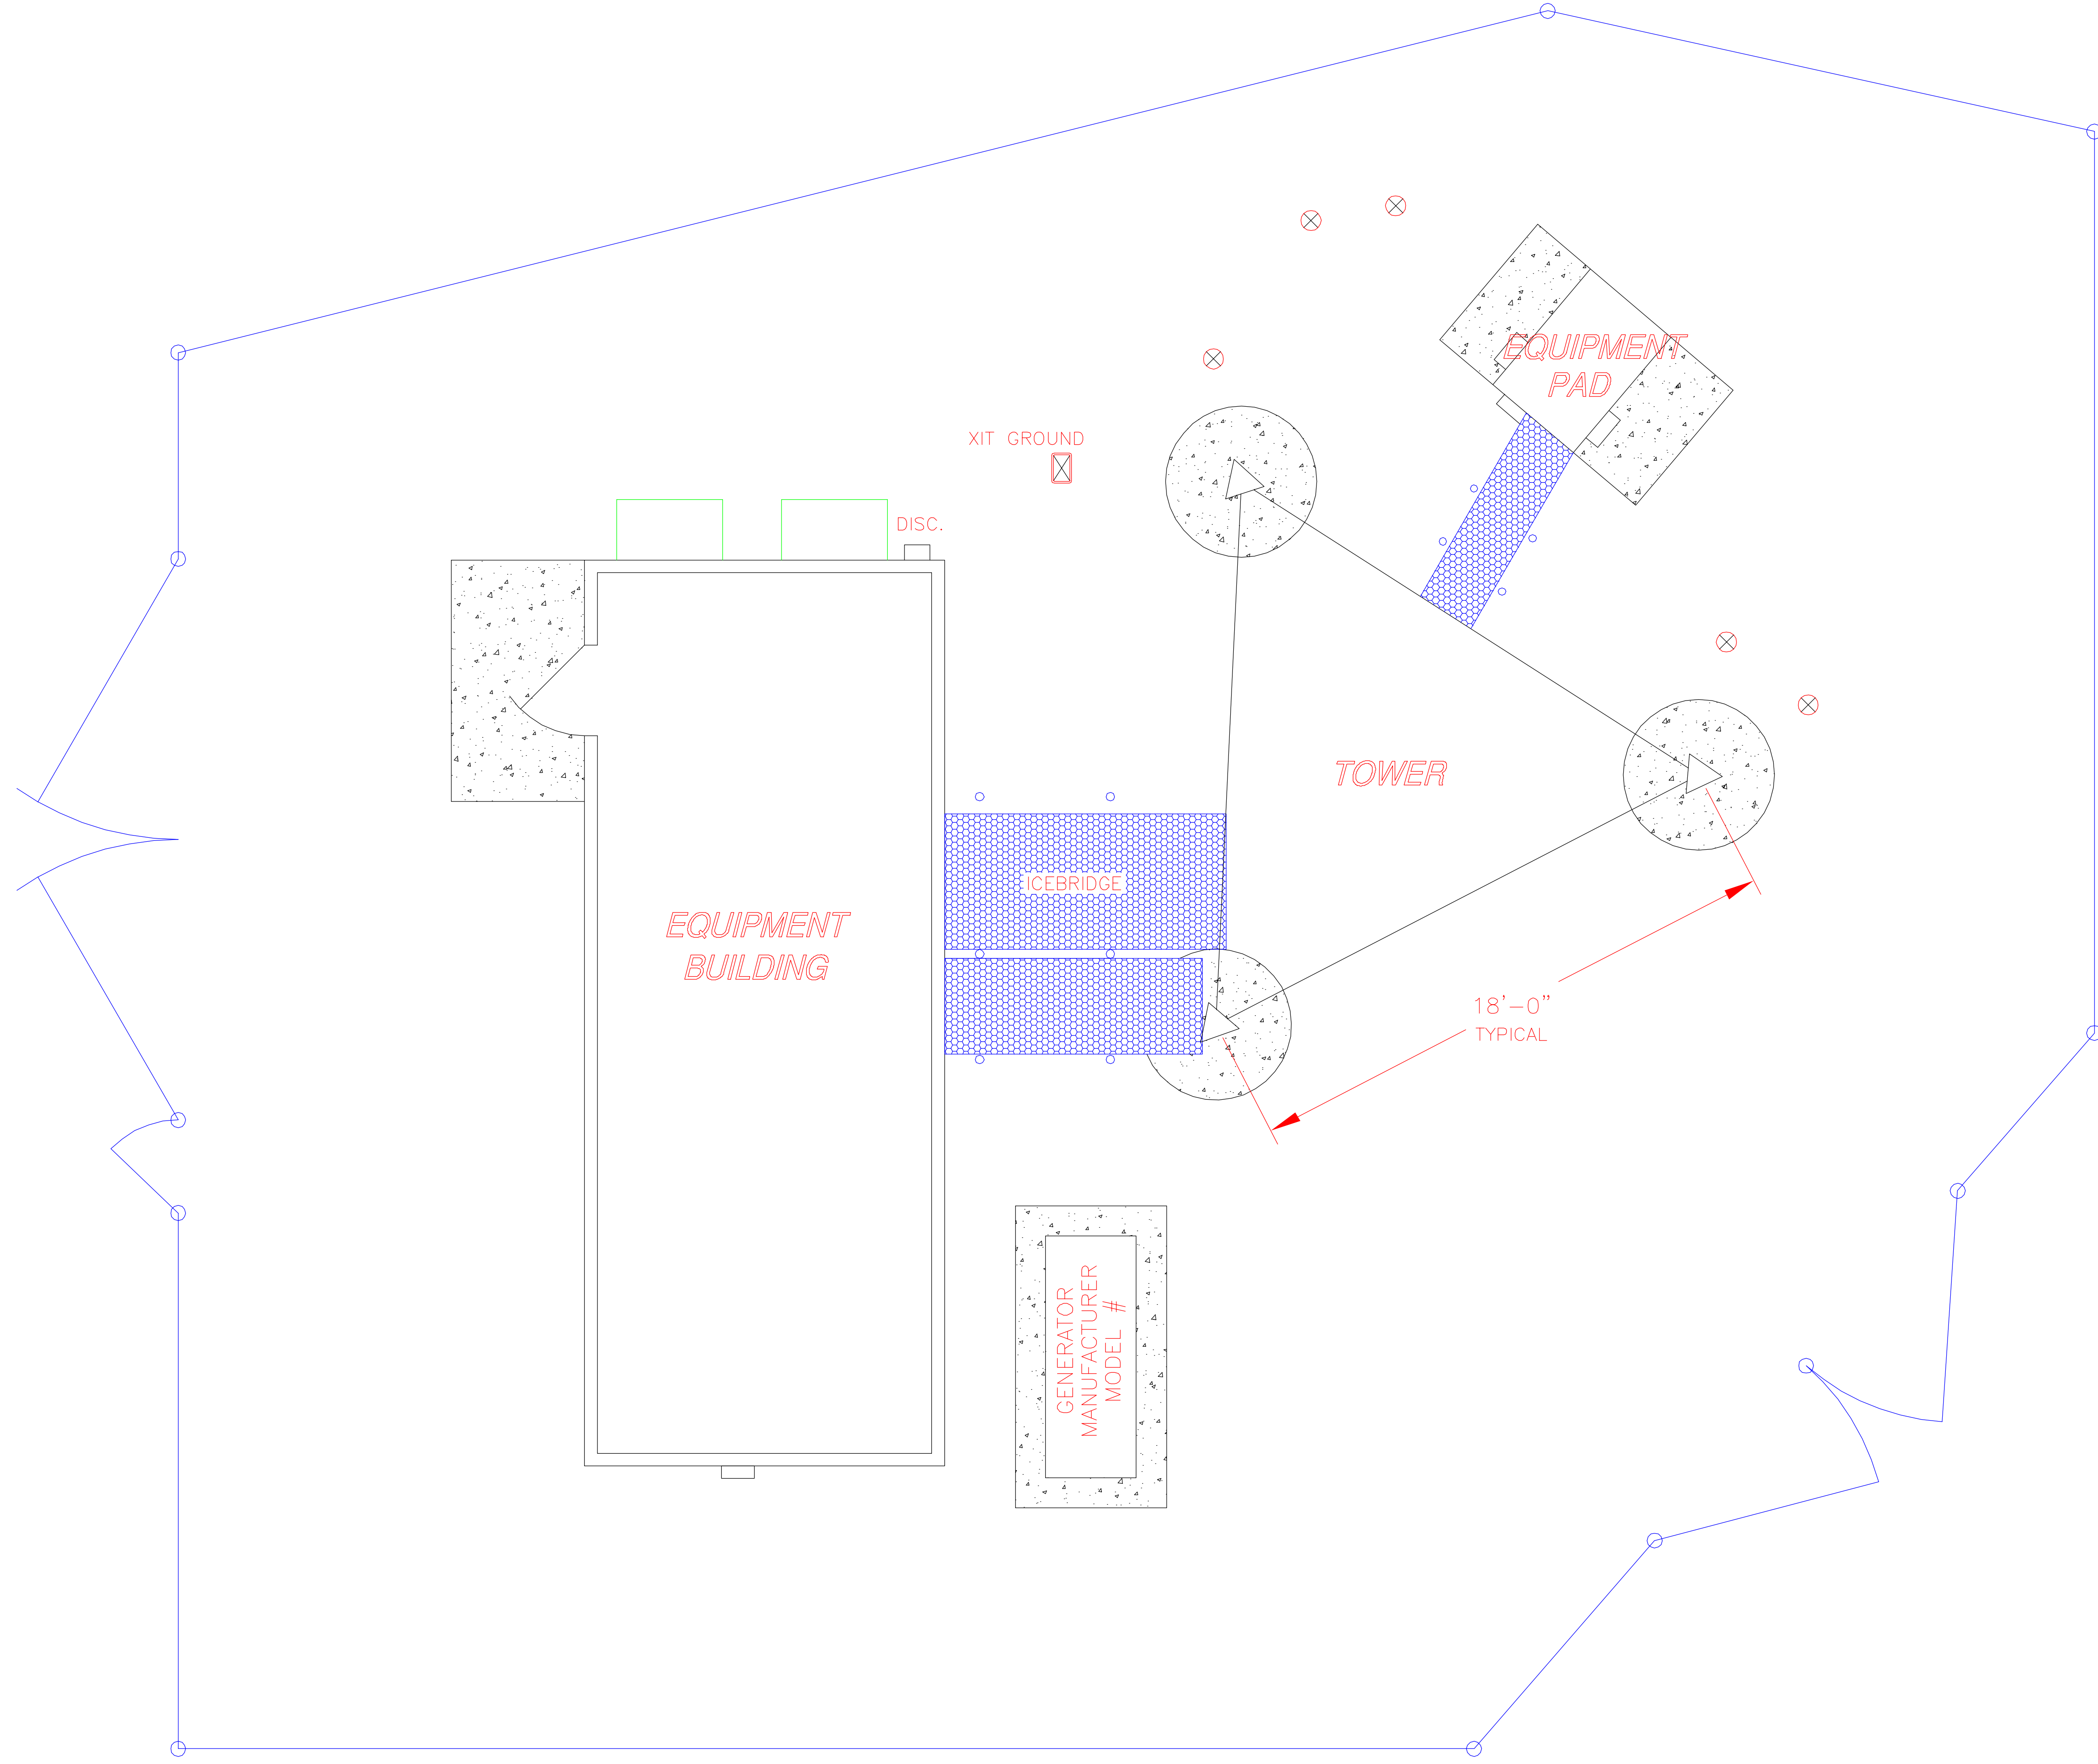 EQUIPMENT
PAD
XIT GROUND
DISC.
TOWER
ICEBRIDGE
EQUIPMENT
BUILDING
18'-0"
TYPICAL
GENERATOR
MANUFACTURER
MODEL #